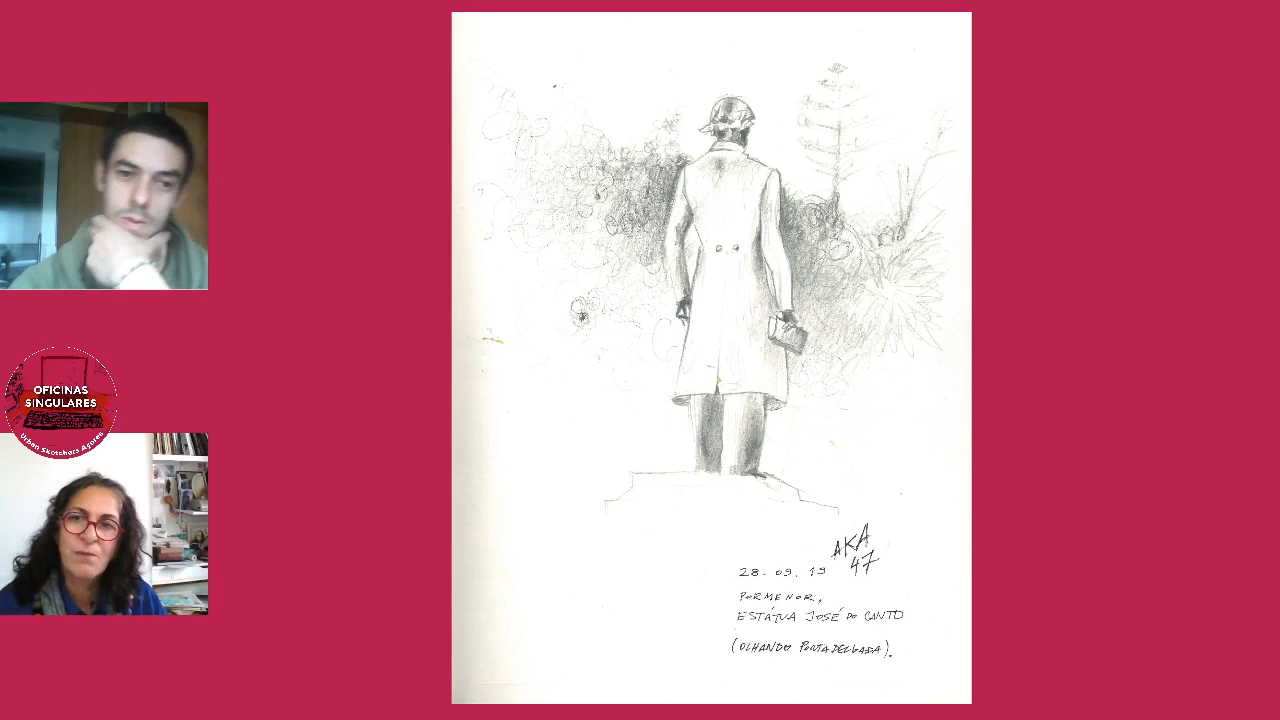 OFICINAS
SINGULARES
Urban Sketchers Açores
AKA
47
28.09.19
PORMENOR,
ESTÁTUA JOSÉ DO CANTO
(OLHANDO PONTA DELGADA).